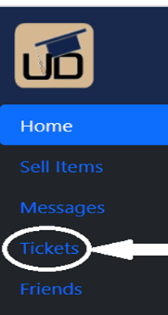 UD
Home
Sell Items
Messages
Tickets
Friends